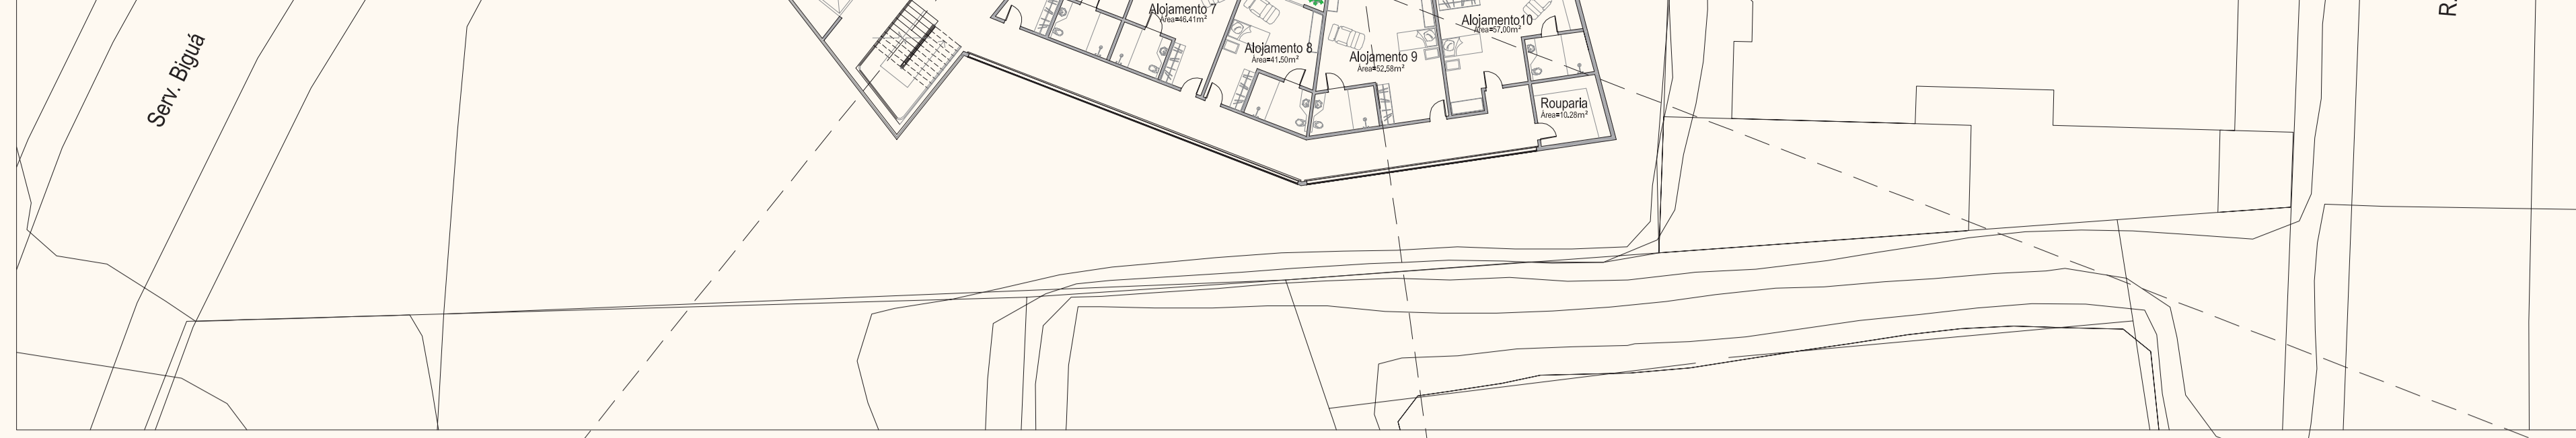 Serv. Biguá
Alojamento 7
Área=46.41m²
Alojamento 8
Área=41.50m²
Alojamento 9
Área=52.58m²
Alojamento10
Área=57.00m²
Rouparia
Área=10.28m²